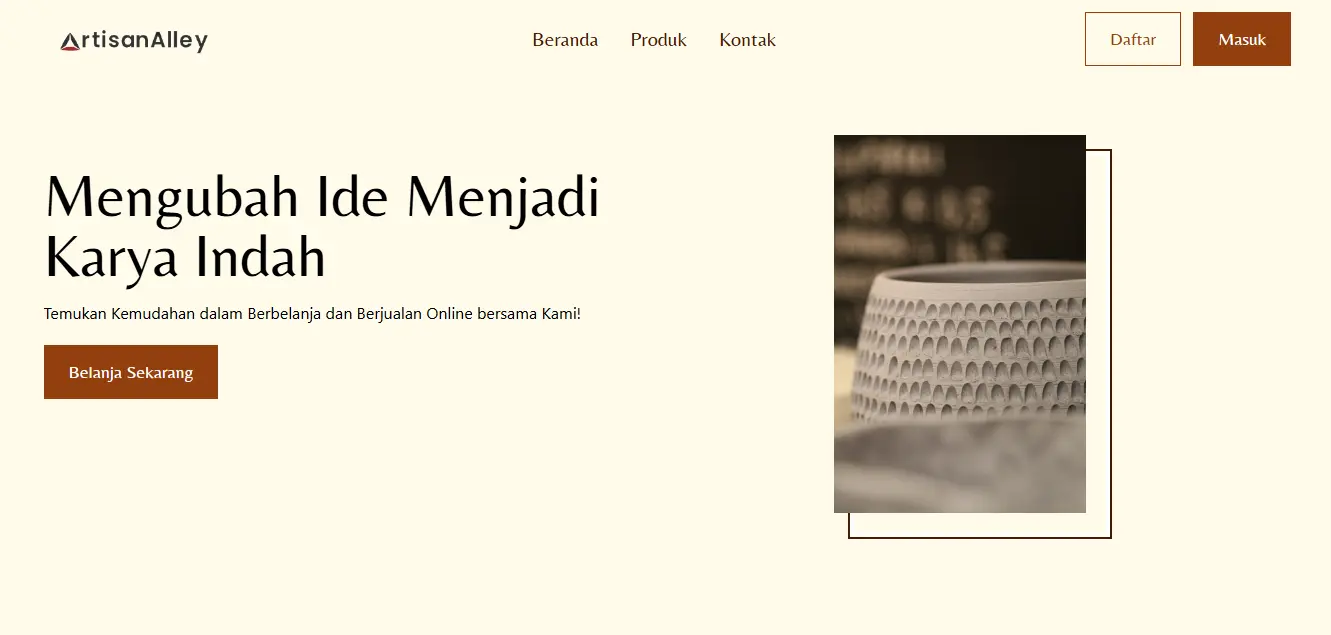 ArtisanAlley
Beranda Produk Kontak
Daftar
Masuk
Mengubah Ide Menjadi
Karya Indah
Temukan Kemudahan dalam Berbelanja dan Berjualan Online bersama Kami!
Belanja Sekarang